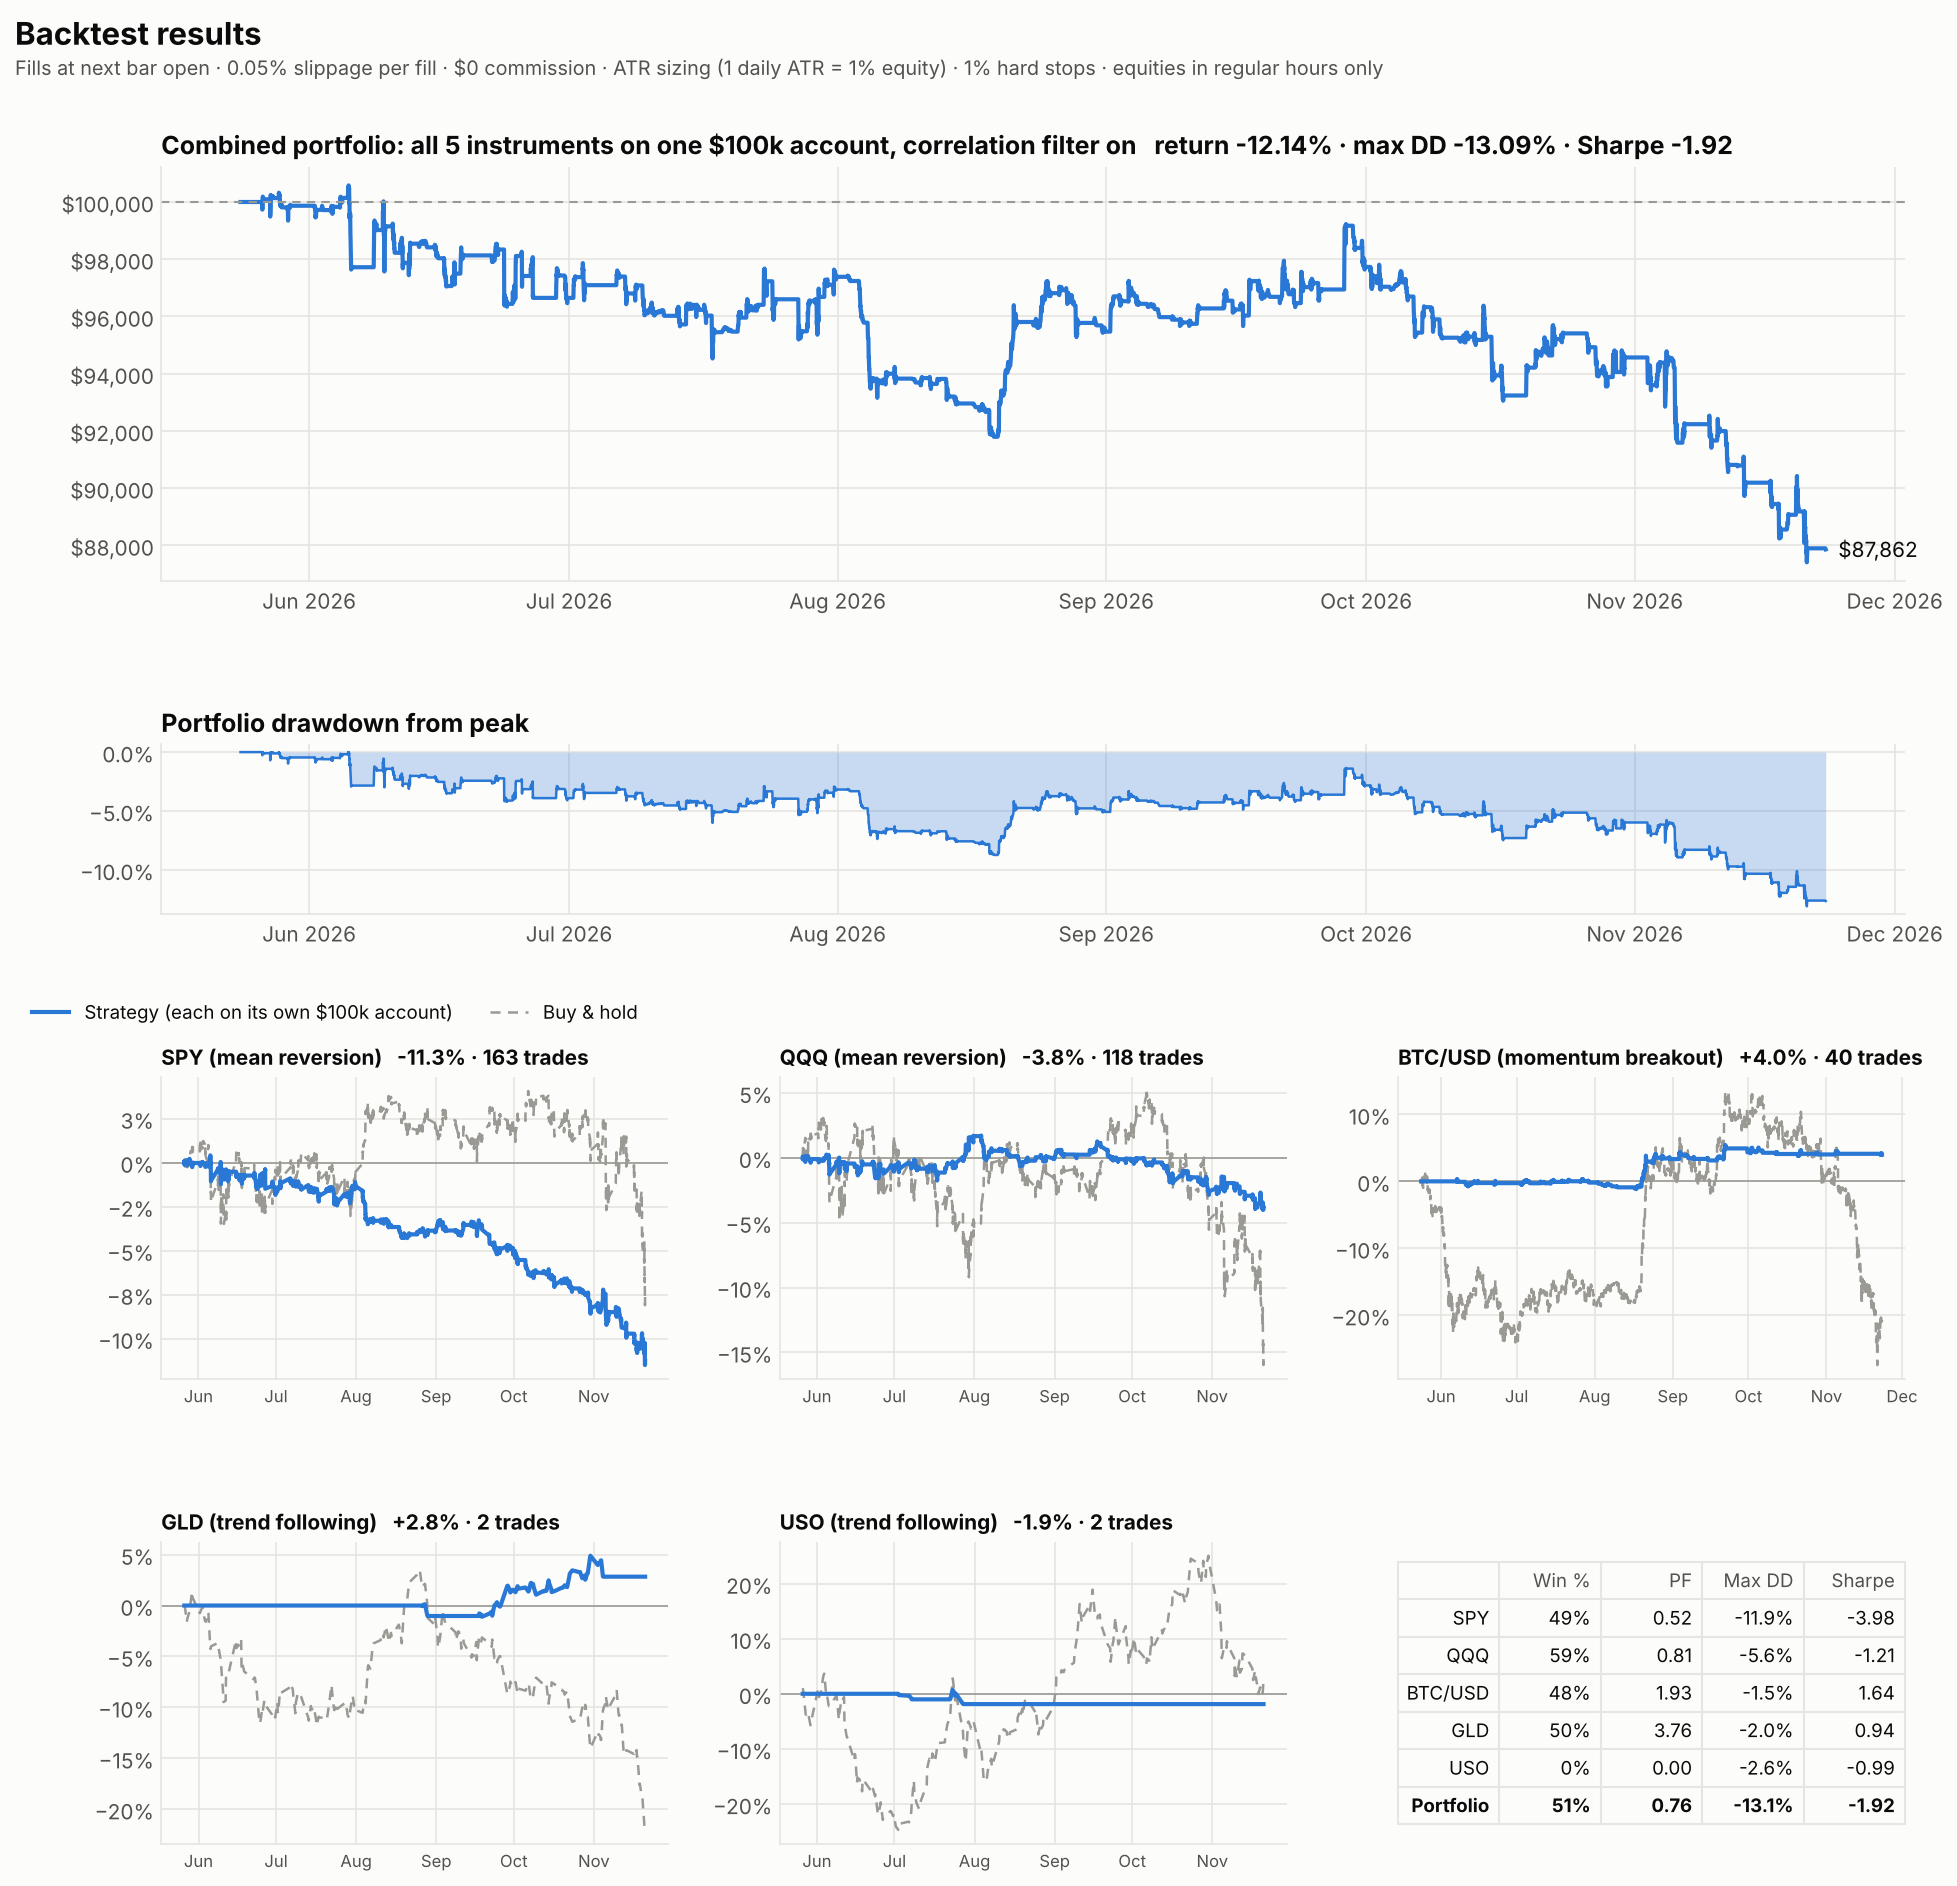 Backtest results
Fills at next bar open · 0.05% slippage per fill · $0 commission · ATR sizing (1 daily ATR = 1% equity) · 1% hard stops · equities in regular hours only
Combined portfolio: all 5 instruments on one $100k account, correlation filter on return -12.14% · max DD -13.09% · Sharpe -1.92
$100,000
$98,000
$96,000
$94,000
$92,000
$90,000
$88,000
$87,862
Jun 2026 Jul 2026 Aug 2026 Sep 2026 Oct 2026 Nov 2026 Dec 2026
Portfolio drawdown from peak
0.0%
−5.0%
−10.0%
Jun 2026 Jul 2026 Aug 2026 Sep 2026 Oct 2026 Nov 2026 Dec 2026
Strategy (each on its own $100k account) Buy & hold
SPY (mean reversion) -11.3% · 163 trades
3%
0%
−2%
−5%
−8%
−10%
Jun Jul Aug Sep Oct Nov
QQQ (mean reversion) -3.8% · 118 trades
5%
0%
−5%
−10%
−15%
Jun Jul Aug Sep Oct Nov
BTC/USD (momentum breakout) +4.0% · 40 trades
10%
0%
−10%
−20%
Jun Jul Aug Sep Oct Nov Dec
GLD (trend following) +2.8% · 2 trades
5%
0%
−5%
−10%
−15%
−20%
Jun Jul Aug Sep Oct Nov
USO (trend following) -1.9% · 2 trades
20%
10%
0%
−10%
−20%
Jun Jul Aug Sep Oct Nov
Win % PF Max DD Sharpe
SPY 49% 0.52 -11.9% -3.98
QQQ 59% 0.81 -5.6% -1.21
BTC/USD 48% 1.93 -1.5% 1.64
GLD 50% 3.76 -2.0% 0.94
USO 0% 0.00 -2.6% -0.99
Portfolio 51% 0.76 -13.1% -1.92